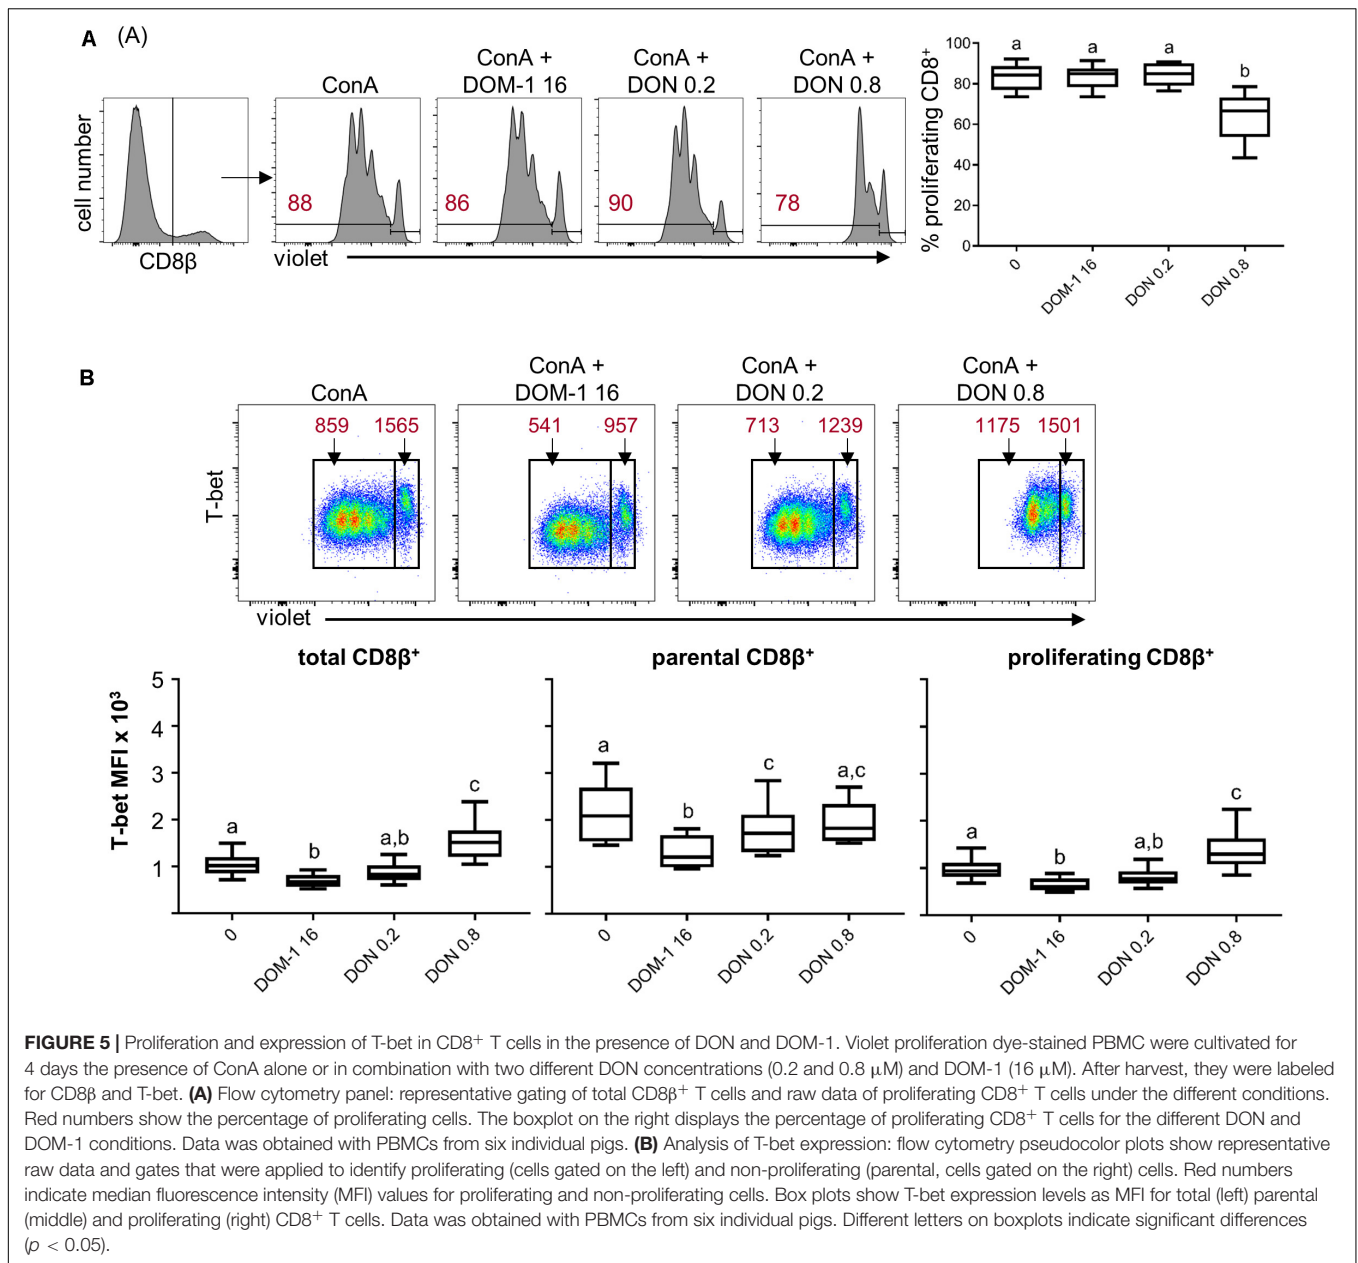 A (A)
ConA
ConA +
DOM-1 16
ConA +
DON 0.2
ConA +
DON 0.8
cell number
CD8β
88
86
90
78
violet
% proliferating CD8+
100
80
60
40
20
0
a
a
a
b
0
DOM-1 16
DON 0.2
DON 0.8
B
ConA
ConA +
DOM-1 16
ConA +
DON 0.2
ConA +
DON 0.8
T-bet
859 1565
541 957
713 1239
1175 1501
violet
total CD8β+
parental CD8β+
proliferating CD8β+
T-bet MFI x 10³
5
4
3
2
1
a
b
a,b
c
0
DOM-1 16
DON 0.2
DON 0.8
a
b
c
a,c
0
DOM-1 16
DON 0.2
DON 0.8
a
b
a,b
c
0
DOM-1 16
DON 0.2
DON 0.8
FIGURE 5 | Proliferation and expression of T-bet in CD8+ T cells in the presence of DON and DOM-1. Violet proliferation dye-stained PBMC were cultivated for
4 days the presence of ConA alone or in combination with two different DON concentrations (0.2 and 0.8 μM) and DOM-1 (16 μM). After harvest, they were labeled
for CD8β and T-bet. (A) Flow cytometry panel: representative gating of total CD8β+ T cells and raw data of proliferating CD8+ T cells under the different conditions.
Red numbers show the percentage of proliferating cells. The boxplot on the right displays the percentage of proliferating CD8+ T cells for the different DON and
DOM-1 conditions. Data was obtained with PBMCs from six individual pigs. (B) Analysis of T-bet expression: flow cytometry pseudocolor plots show representative
raw data and gates that were applied to identify proliferating (cells gated on the left) and non-proliferating (parental, cells gated on the right) cells. Red numbers
indicate median fluorescence intensity (MFI) values for proliferating and non-proliferating cells. Box plots show T-bet expression levels as MFI for total (left) parental
(middle) and proliferating (right) CD8+ T cells. Data was obtained with PBMCs from six individual pigs. Different letters on boxplots indicate significant differences
(p < 0.05).